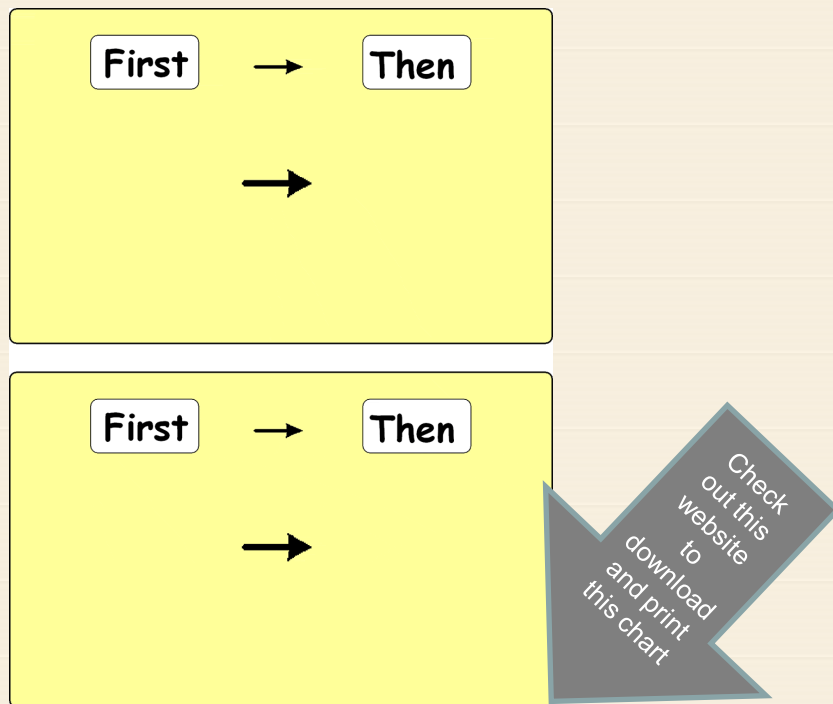 First Then
First Then
Check
out this
website
to
download
and print
this chart